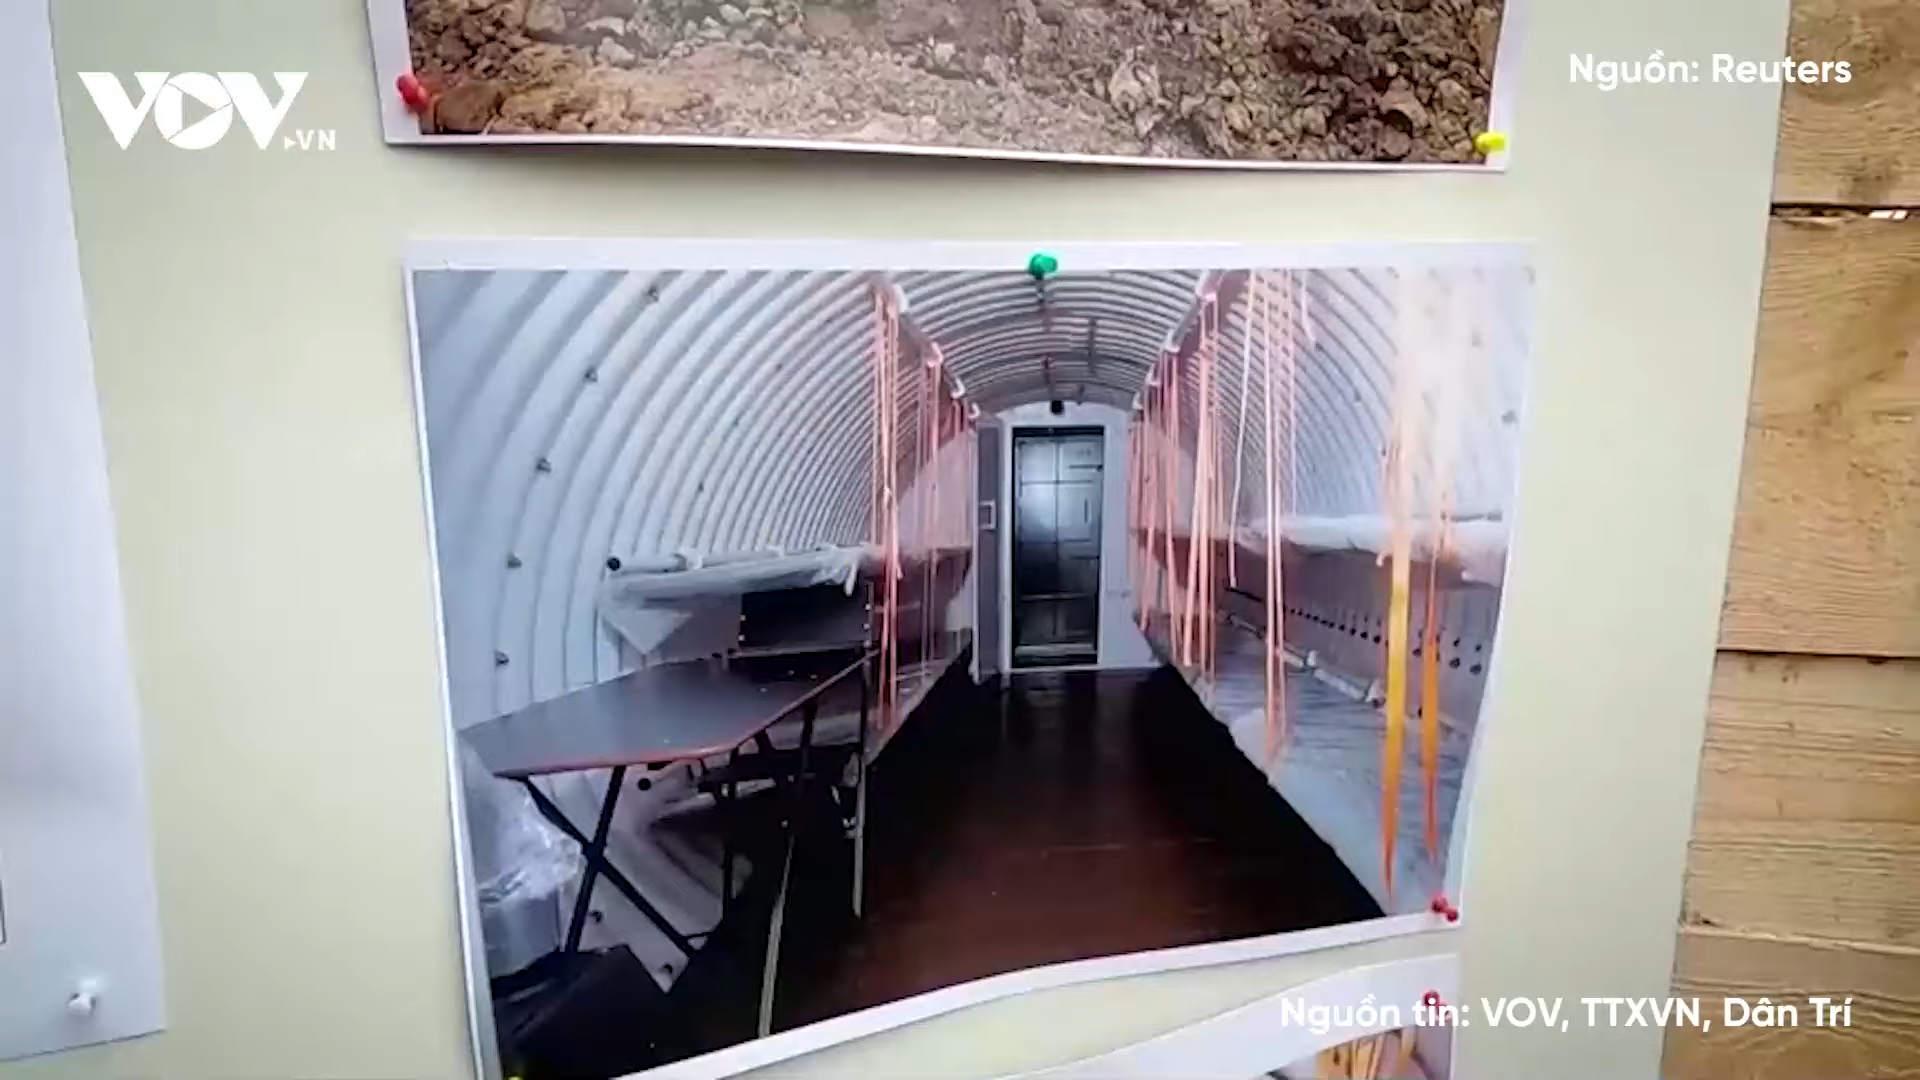 VOV.VN
Nguồn: Reuters
Nguồn tin: VOV, TTXVN, Dân Trí